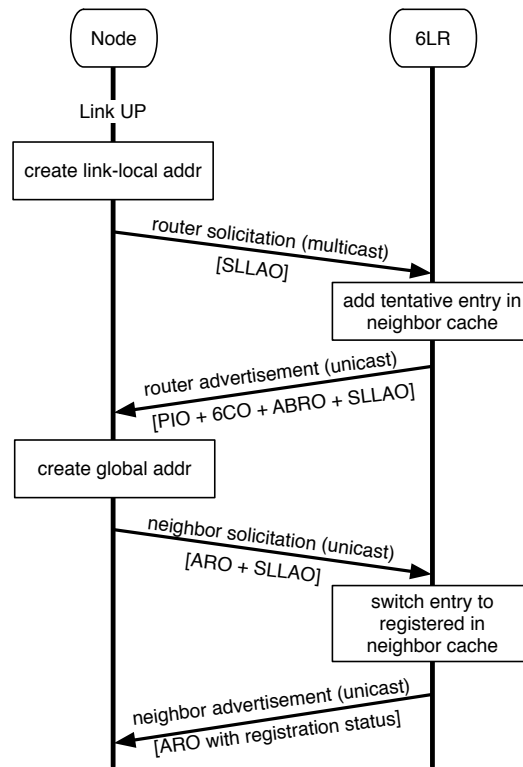 Node
6LR
Link UP
create link-local addr
router solicitation (multicast)
[SLLAO]
add tentative entry in
neighbor cache
router advertisement (unicast)
[PIO + 6CO + ABRO + SLLAO]
create global addr
neighbor solicitation (unicast)
[ARO + SLLAO]
switch entry to
registered in
neighbor cache
neighbor advertisement (unicast)
[ARO with registration status]